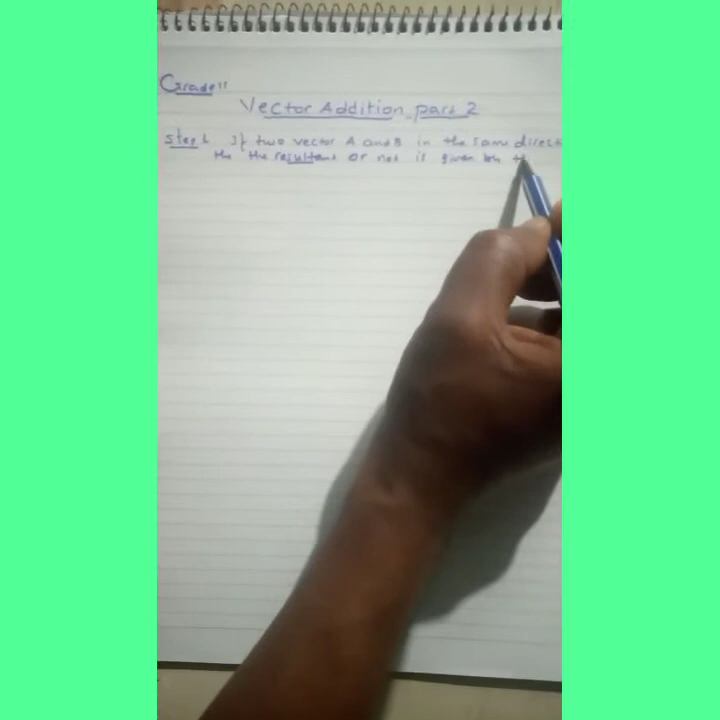 Grade 11
Vector Addition part 2
Step 1 If two vector A and B in the same direct
the the resultant or net is given by th